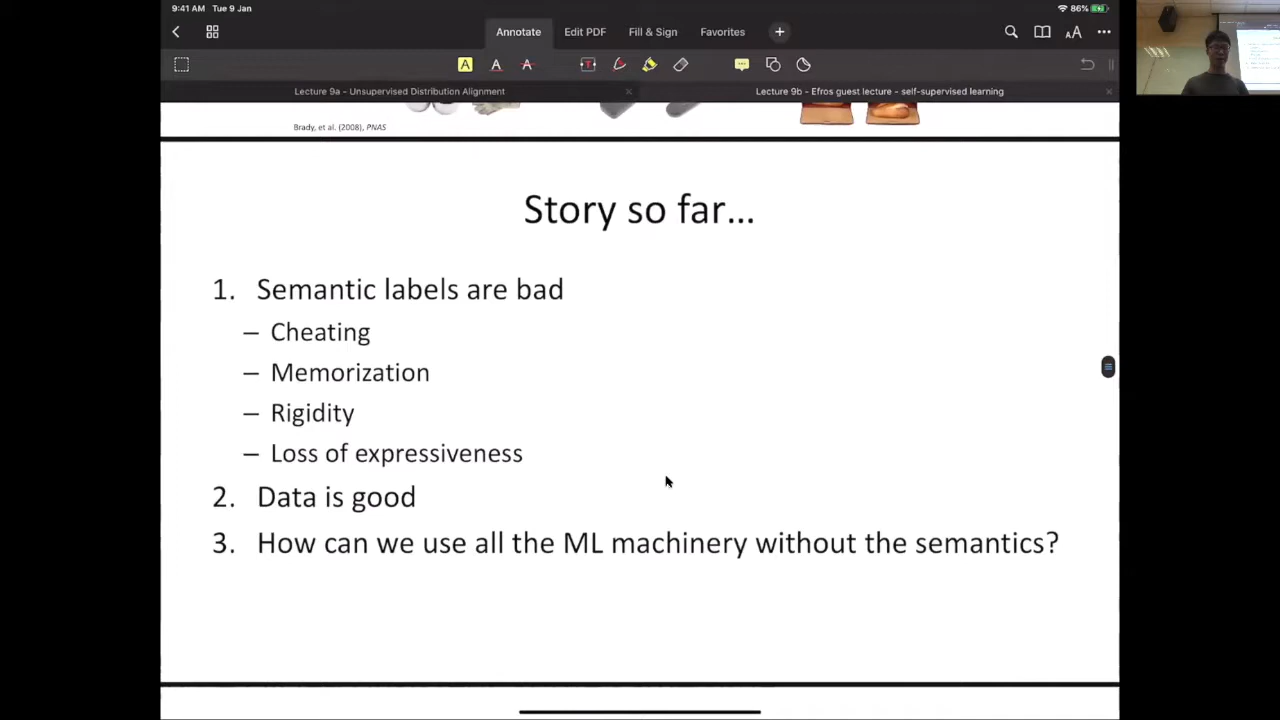 9:41 AM Tue 9 Jan
86%
Annotate
Edit PDF
Fill & Sign
Favorites
Lecture 9a - Unsupervised Distribution Alignment
Lecture 9b - Efros guest lecture - self-supervised learning
Brady, et al. (2008), PNAS
Story so far...
1. Semantic labels are bad
– Cheating
– Memorization
– Rigidity
– Loss of expressiveness
2. Data is good
3. How can we use all the ML machinery without the semantics?